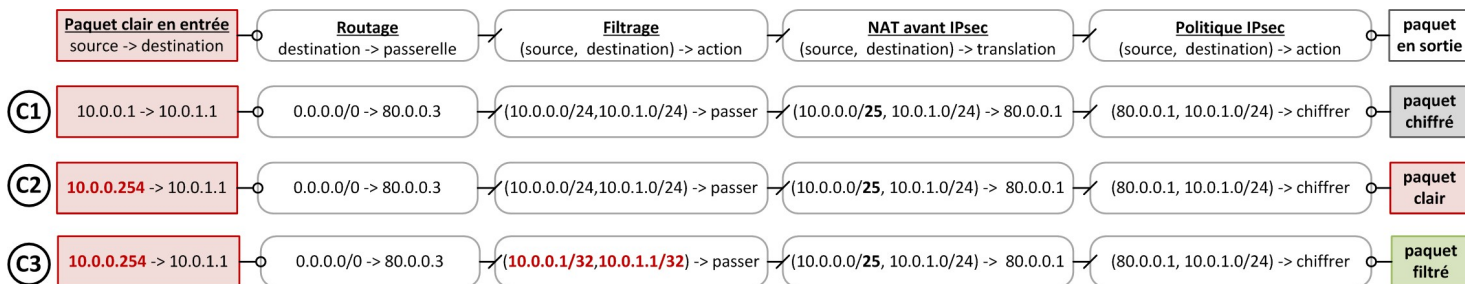 Paquet clair en entrée
source -> destination
Routage
destination -> passerelle
Filtrage
(source, destination) -> action
NAT avant IPsec
(source, destination) -> translation
Politique IPsec
(source, destination) -> action
paquet
en sortie
C1
10.0.0.1 -> 10.0.1.1
0.0.0.0/0 -> 80.0.0.3
(10.0.0.0/24,10.0.1.0/24) -> passer
(10.0.0.0/25, 10.0.1.0/24) -> 80.0.0.1
(80.0.0.1, 10.0.1.0/24) -> chiffrer
paquet
chiffré
C2
10.0.0.254 -> 10.0.1.1
0.0.0.0/0 -> 80.0.0.3
(10.0.0.0/24,10.0.1.0/24) -> passer
(10.0.0.0/25, 10.0.1.0/24) -> 80.0.0.1
(80.0.0.1, 10.0.1.0/24) -> chiffrer
paquet
clair
C3
10.0.0.254 -> 10.0.1.1
0.0.0.0/0 -> 80.0.0.3
(10.0.0.1/32,10.0.1.1/32) -> passer
(10.0.0.0/25, 10.0.1.0/24) -> 80.0.0.1
(80.0.0.1, 10.0.1.0/24) -> chiffrer
paquet
filtré